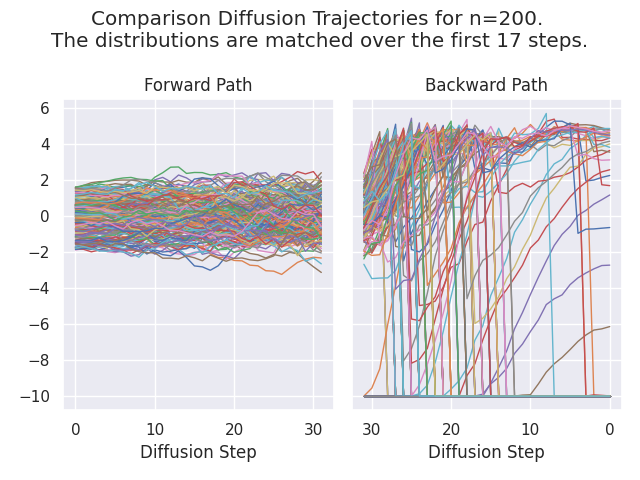 Comparison Diffusion Trajectories for n=200.
The distributions are matched over the first 17 steps.
Forward Path
Backward Path
6
4
2
0
−2
−4
−6
−8
−10
0 10 20 30
30 20 10 0
Diffusion Step
Diffusion Step